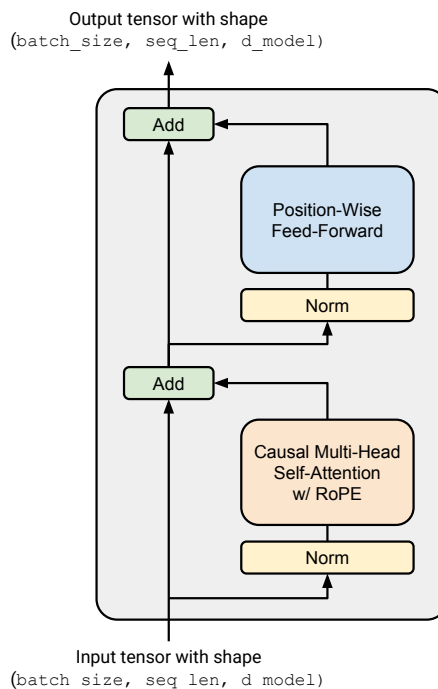 Output tensor with shape
(batch_size, seq_len, d_model)
Add
Position-Wise
Feed-Forward
Norm
Add
Causal Multi-Head
Self-Attention
w/ RoPE
Norm
Input tensor with shape
(batch_size, seq_len, d_model)